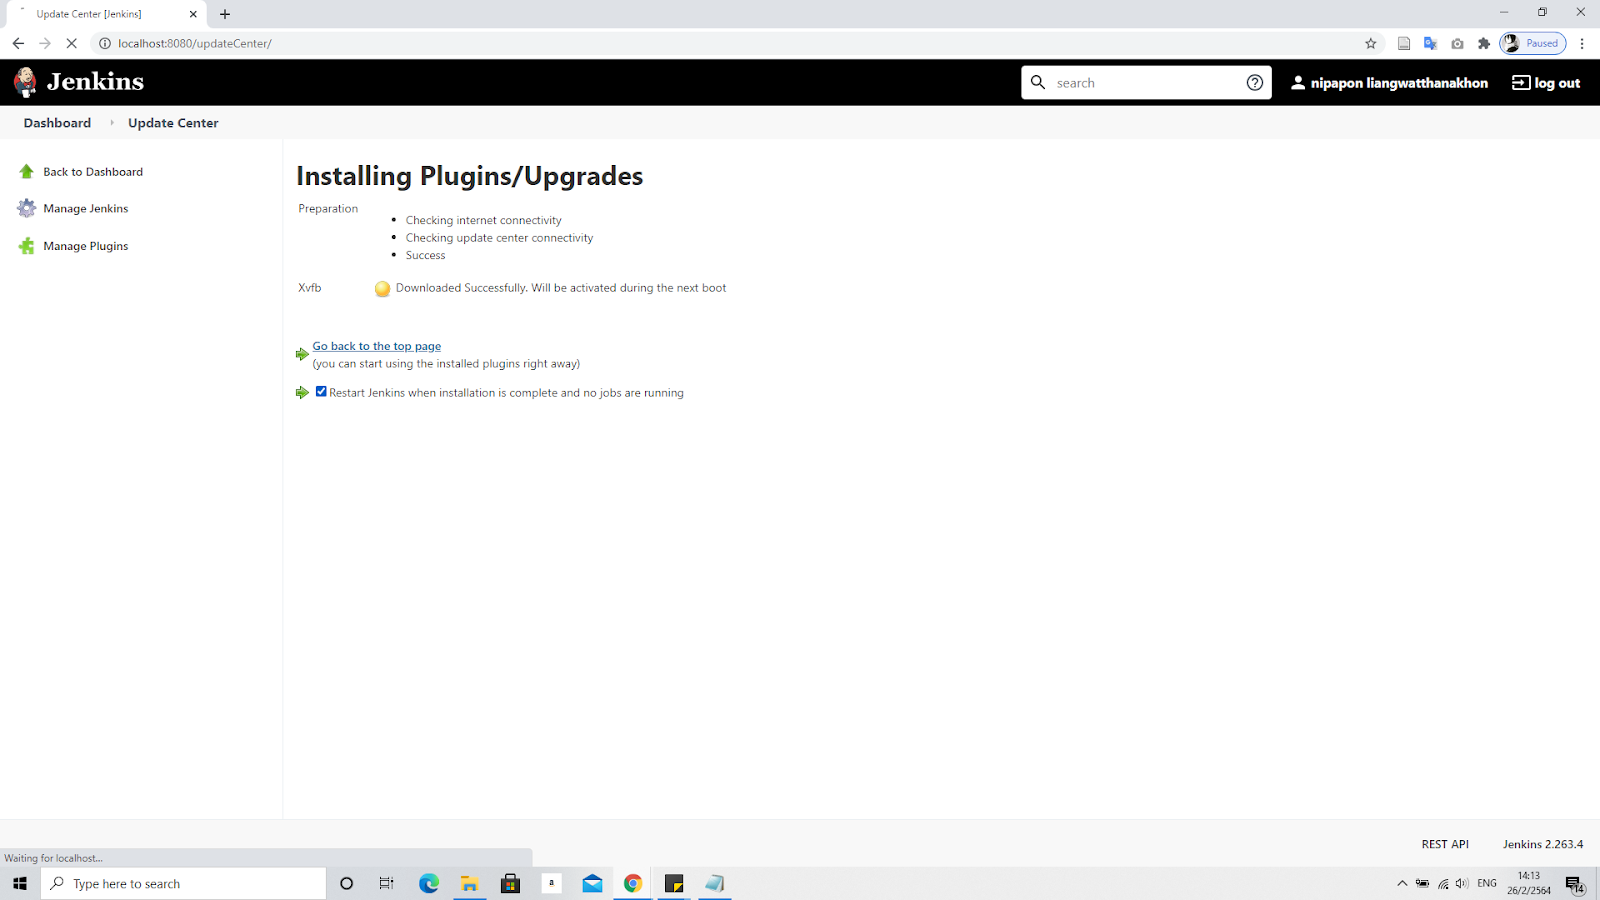 Update Center [Jenkins]
localhost:8080/updateCenter/
Paused
Jenkins
search
nipapon liangwatthanakhon
log out
Dashboard
Update Center
Back to Dashboard
Manage Jenkins
Manage Plugins
Installing Plugins/Upgrades
Preparation
Checking internet connectivity
Checking update center connectivity
Success
Xvfb
Downloaded Successfully. Will be activated during the next boot
Go back to the top page
(you can start using the installed plugins right away)
Restart Jenkins when installation is complete and no jobs are running
REST API
Jenkins 2.263.4
Waiting for localhost...
Type here to search
a
ENG
14:13
26/2/2564
14